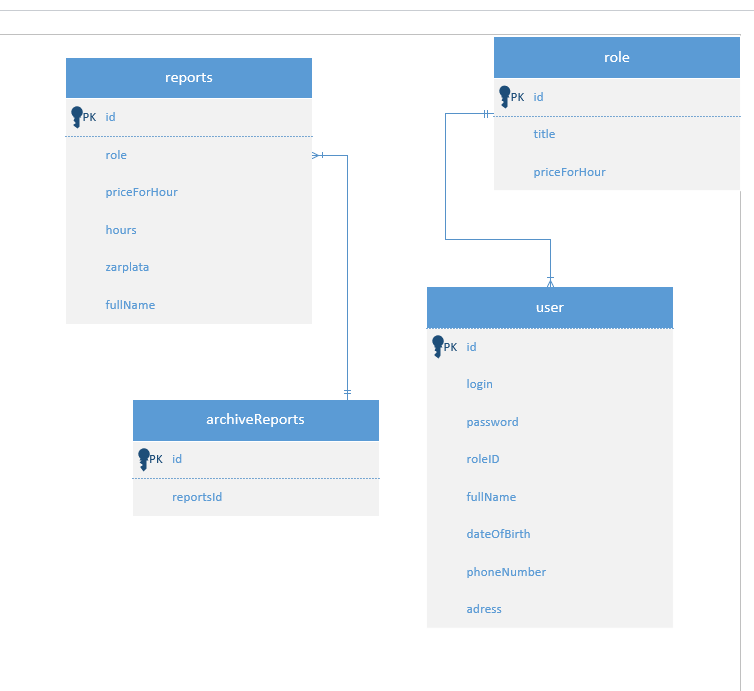 reports
PK id
role
priceForHour
hours
zarplata
fullName
role
PK id
title
priceForHour
archiveReports
PK id
reportsId
user
PK id
login
password
roleID
fullName
dateOfBirth
phoneNumber
adress